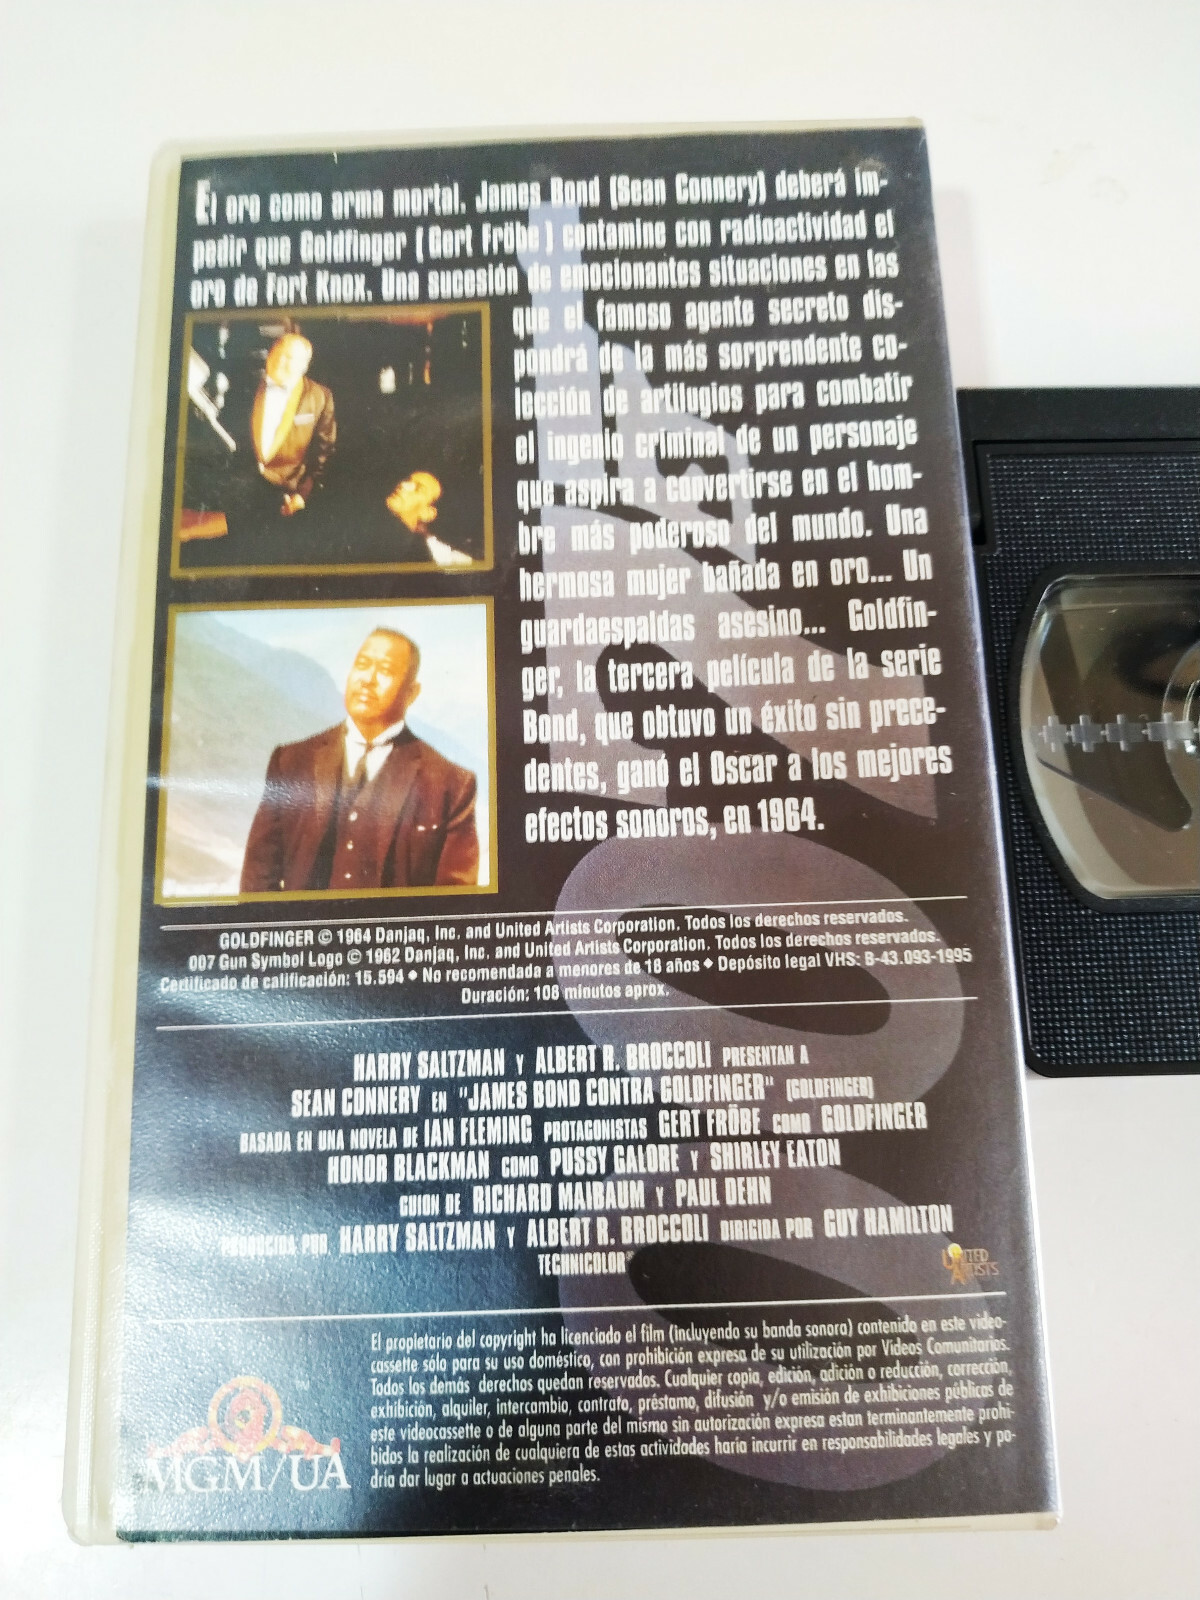 El oro como arma mortal. James Bond (Sean Connery) deberá im-
pedir que Goldfinger (Gert Fröbe) contamine con radioactividad el
oro de Fort Knox. Una sucesión de emocionantes situaciones en las
que el famoso agente secreto dis-
pondrá de la más sorprendente co-
lección de artilugios para combatir
el ingenio criminal de un personaje
que aspira a convertirse en el hom-
bre más poderoso del mundo. Una
hermosa mujer bañada en oro... Un
guardaespaldas asesino... Goldfin-
ger, la tercera película de la serie
Bond, que obtuvo un éxito sin prece-
dentes, ganó el Oscar a los mejores
efectos sonoros, en 1964.
GOLDFINGER © 1964 Danjaq, Inc. and United Artists Corporation. Todos los derechos reservados.
007 Gun Symbol Logo © 1962 Danjaq, Inc. and United Artists Corporation. Todos los derechos reservados.
Certificado de calificación: 15.594 ♦ No recomendada a menores de 18 años ♦ Depósito legal VHS: B-43.093-1995
Duración: 108 minutos aprox.
HARRY SALTZMAN Y ALBERT R. BROCCOLI PRESENTAN A
SEAN CONNERY EN "JAMES BOND CONTRA GOLDFINGER" (GOLDFINGER)
BASADA EN UNA NOVELA DE IAN FLEMING PROTAGONISTAS GERT FRÖBE COMO GOLDFINGER
HONOR BLACKMAN COMO PUSSY GALORE Y SHIRLEY EATON
GUION DE RICHARD MAIBAUM Y PAUL DEHN
PRODUCIDA POR HARRY SALTZMAN Y ALBERT R. BROCCOLI DIRIGIDA POR GUY HAMILTON
TECHNICOLOR®
UNITED
ARTISTS
El propietario del copyright ha licenciado el film (incluyendo su banda sonora) contenido en este video-
cassette sólo para su uso doméstico, con prohibición expresa de su utilización por Videos Comunitarios.
Todos los demás derechos quedan reservados. Cualquier copia, edición, adición o reducción, corrección,
exhibición, alquiler, intercambio, contrato, préstamo, difusión y/o emisión de exhibiciones públicas de
este videocassette o de alguna parte del mismo sin autorización expresa estan terminantemente prohi-
bidos la realización de cualquiera de estas actividades haria incurrir en responsabilidades legales y po-
dria dar lugar a actuaciones penales.
TM
MGM/UA
007